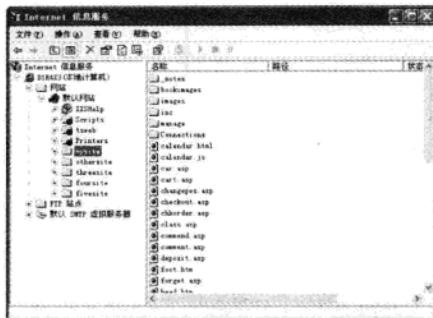 Internet 信息服务
文件(F) 操作(A) 查看(V) 帮助(H)
Internet 信息服务
(本地计算机)
网站
默认网站
IISHelp
Scripts
tsweb
Printers
mysite
othersite
threesite
foursite
fivesite
FTP 站点
默认 SMTP 虚拟服务器
名称 路径 状态
_notes
bookimages
images
inc
manage
Connections
calendar.html
calendar.js
car.asp
cart.asp
changepws.asp
checkout.asp
chkorder.asp
class.asp
commend.asp
comment.asp
deposit.asp
foot.htm
forget.asp
head.htm